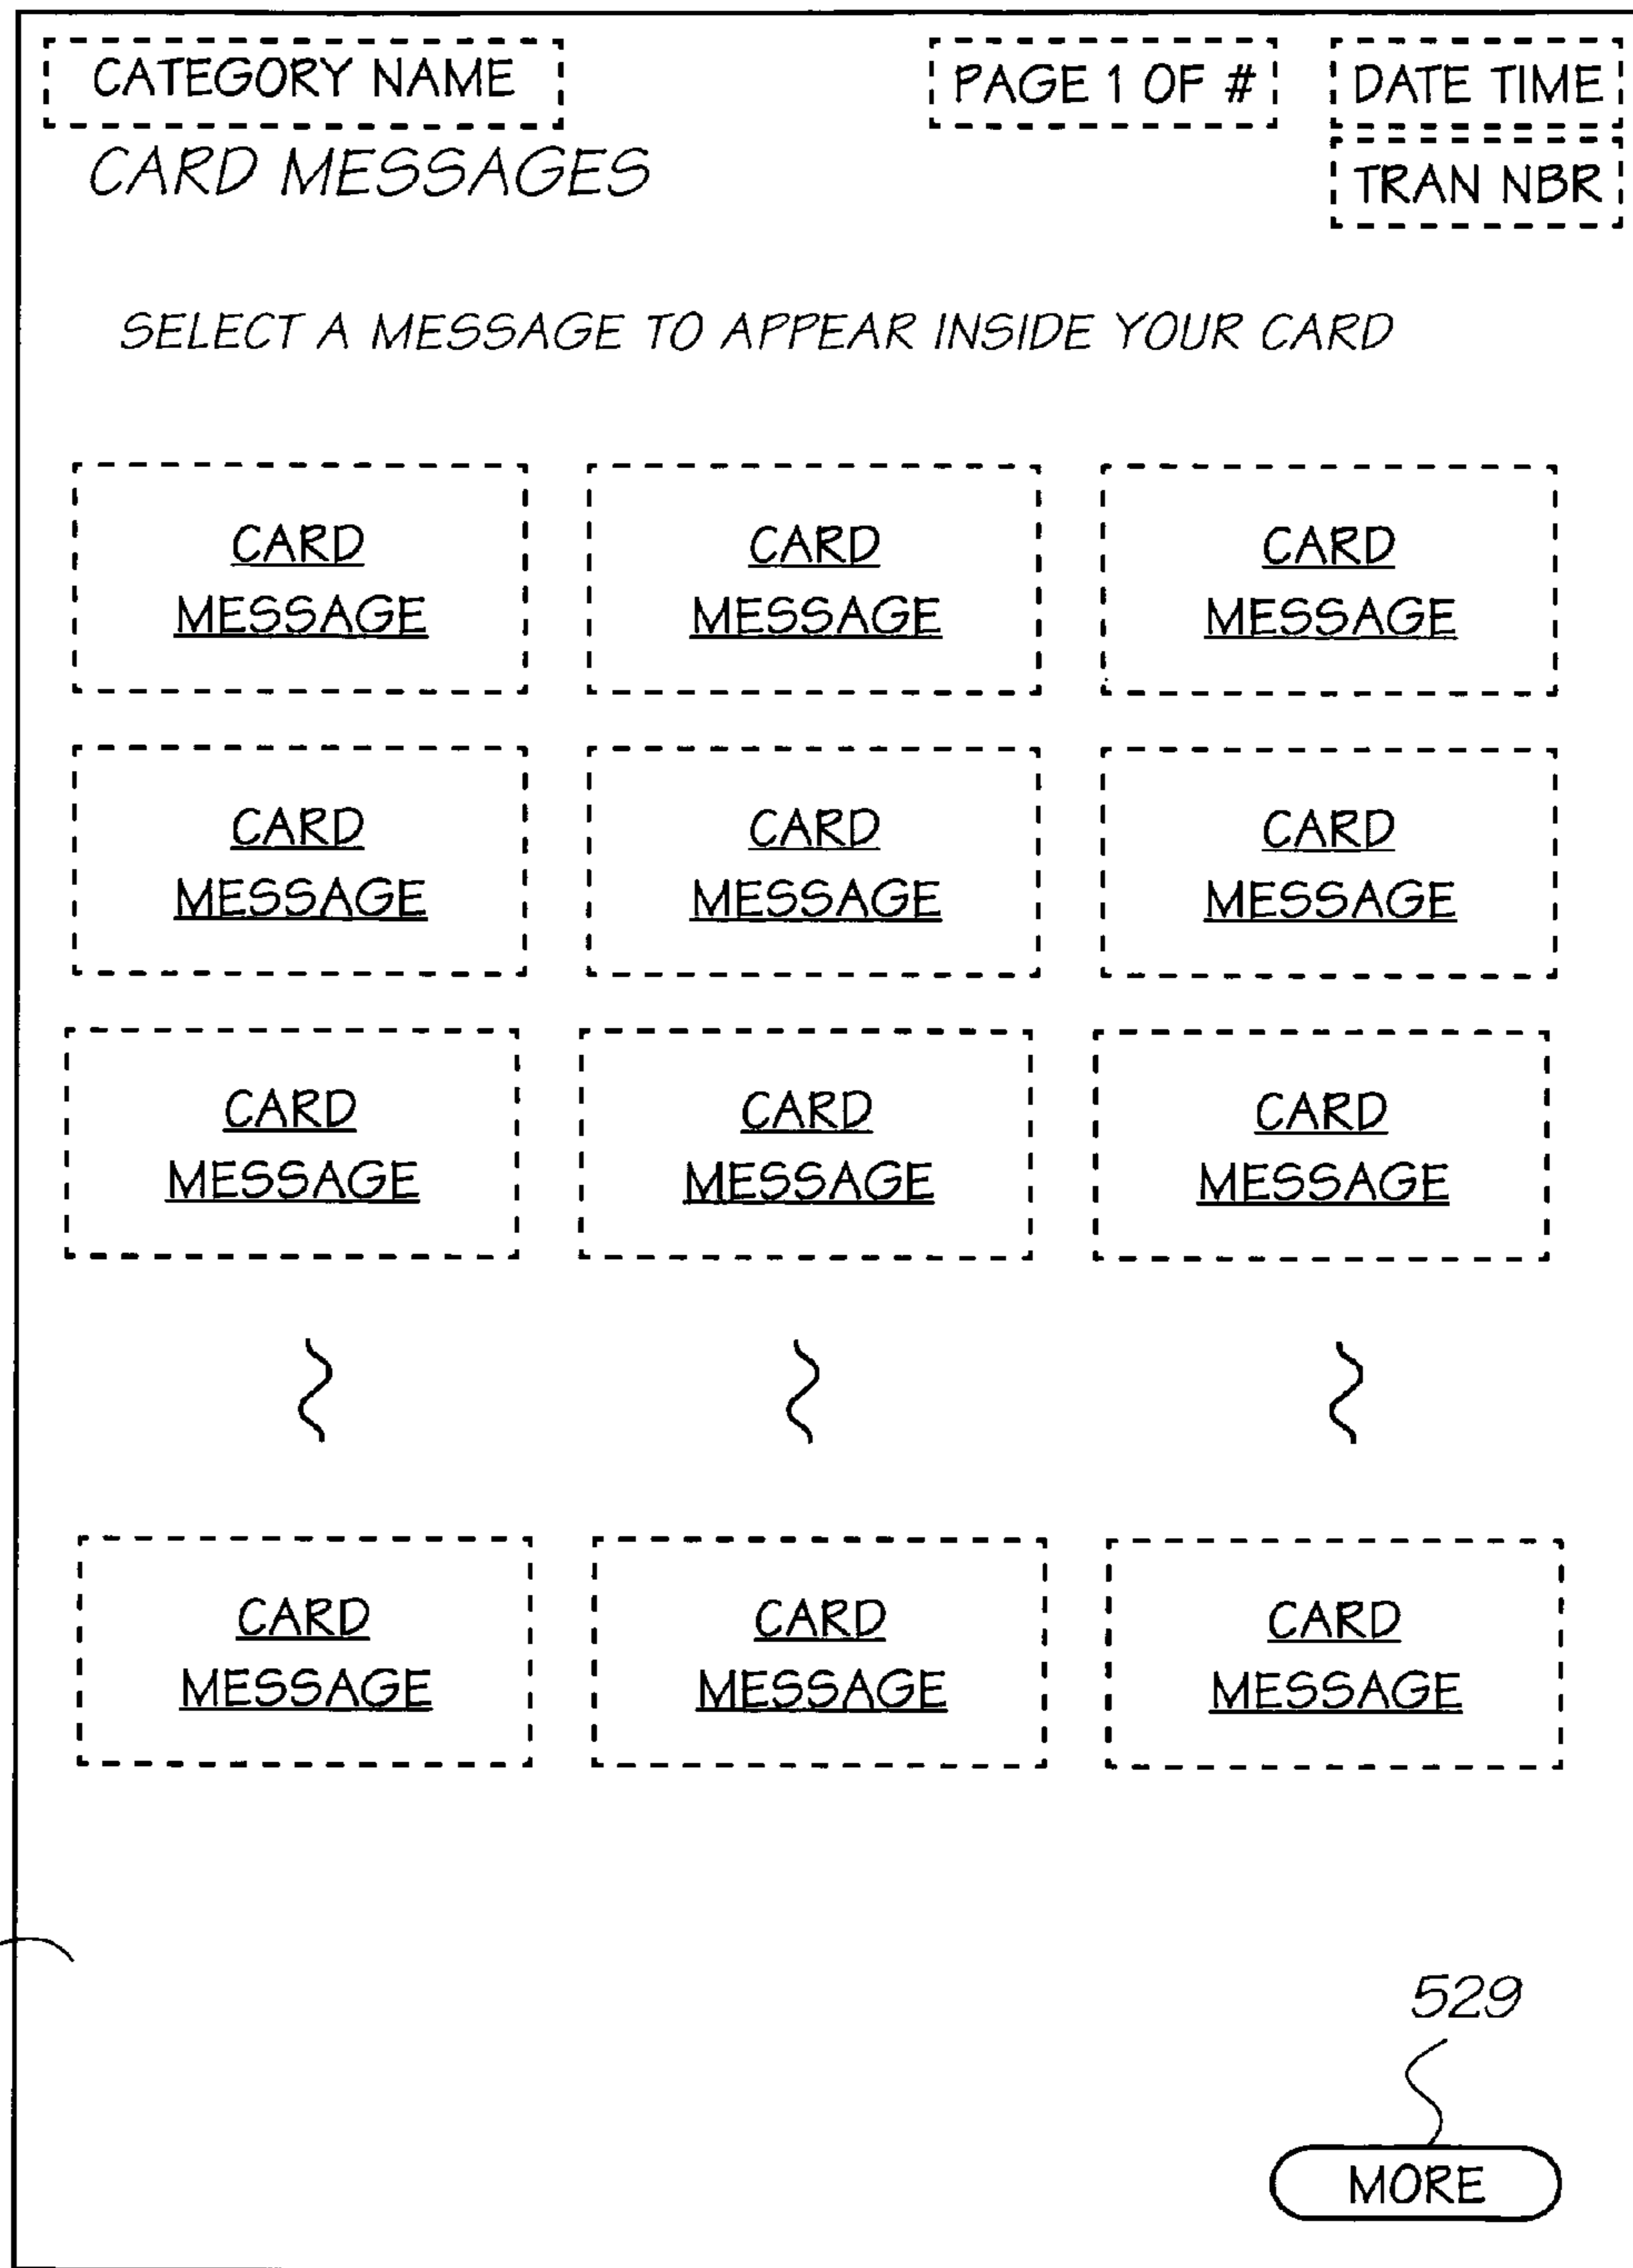 CATEGORY NAME PAGE 1 OF # DATE TIME
CARD MESSAGES TRAN NBR
SELECT A MESSAGE TO APPEAR INSIDE YOUR CARD
CARD CARD CARD
MESSAGE MESSAGE MESSAGE
CARD CARD CARD
MESSAGE MESSAGE MESSAGE
CARD CARD CARD
MESSAGE MESSAGE MESSAGE
CARD CARD CARD
MESSAGE MESSAGE MESSAGE
529
MORE